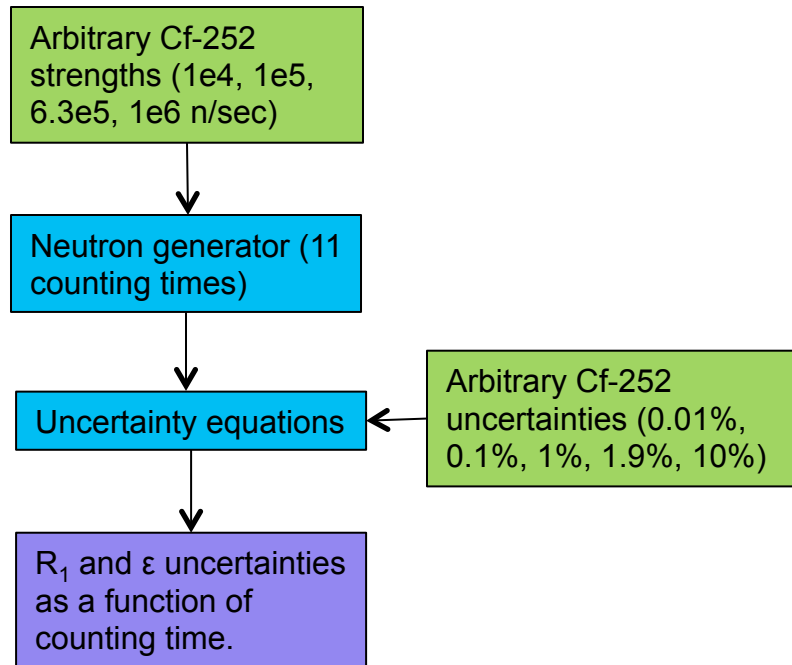 Arbitrary Cf-252
strengths (1e4, 1e5,
6.3e5, 1e6 n/sec)
Neutron generator (11
counting times)
Uncertainty equations
Arbitrary Cf-252
uncertainties (0.01%,
0.1%, 1%, 1.9%, 10%)
R₁ and ε uncertainties
as a function of
counting time.